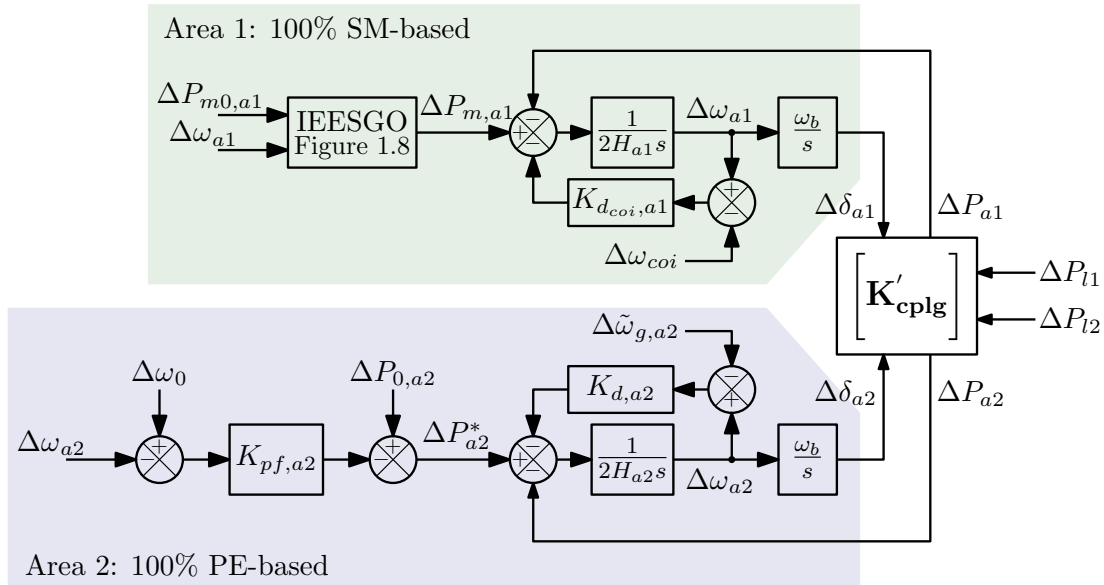 Area 1: 100% SM-based
ΔP_{m0,a1}
Δω_{a1}
IEESGO
Figure 1.8
ΔP_{m,a1}
+
−
−
1
2H_{a1}s
Δω_{a1}
ω_b
s
K_{d_{coi},a1}
+
−
Δω_{coi}
Δδ_{a1}
ΔP_{a1}
[K'_{cplg}]
ΔP_{l1}
ΔP_{l2}
Δδ_{a2}
ΔP_{a2}
Δω̃_{g,a2}
−
+
K_{d,a2}
Δω_0
Δω_{a2}
+
−
K_{pf,a2}
ΔP_{0,a2}
+
−
ΔP*_{a2}
−
+
−
1
2H_{a2}s
Δω_{a2}
ω_b
s
Area 2: 100% PE-based